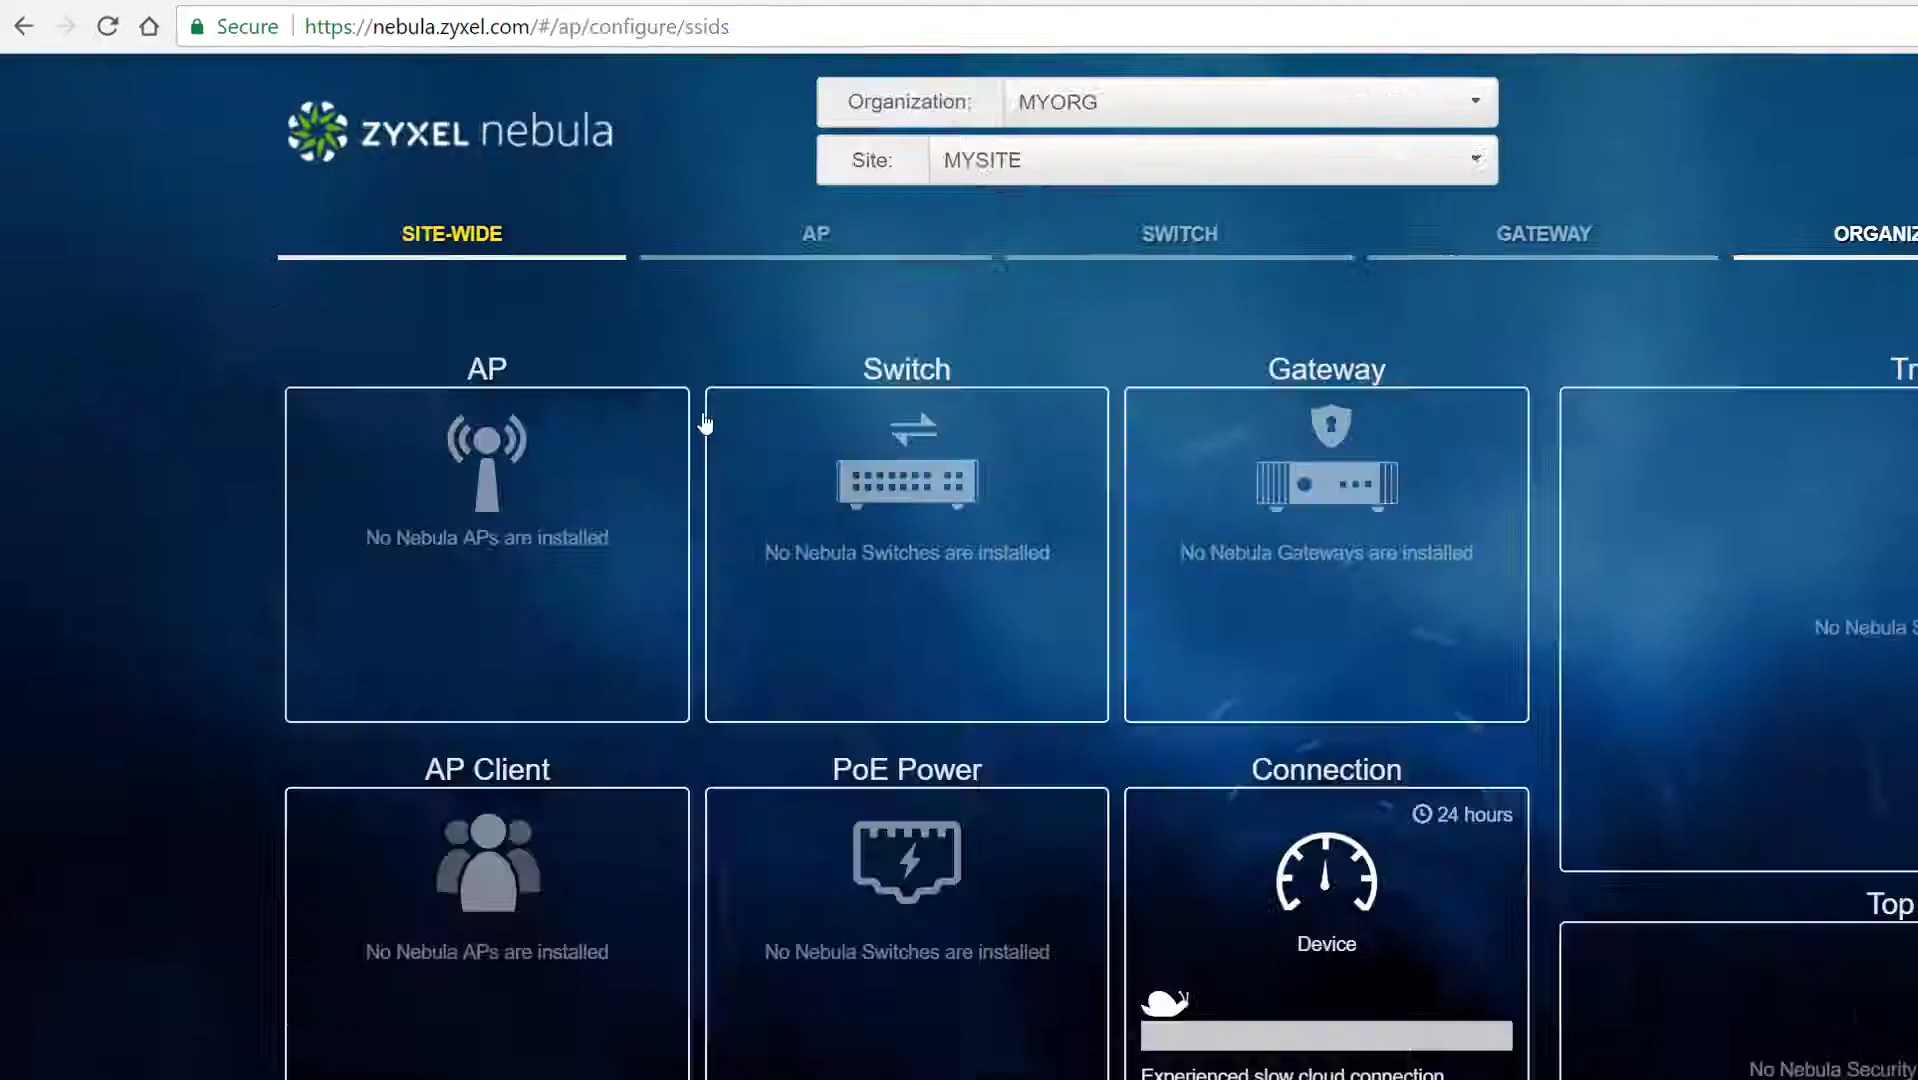 Secure https://nebula.zyxel.com/#/ap/configure/ssids
ZYXEL nebula
Organization: MYORG
Site: MYSITE
SITE-WIDE AP SWITCH GATEWAY ORGANIZ
AP Switch Gateway Tr
No Nebula APs are installed
No Nebula Switches are installed
No Nebula Gateways are installed
No Nebula S
AP Client PoE Power Connection
24 hours
Device
No Nebula APs are installed
No Nebula Switches are installed
Experienced slow cloud connection
Top
No Nebula Security